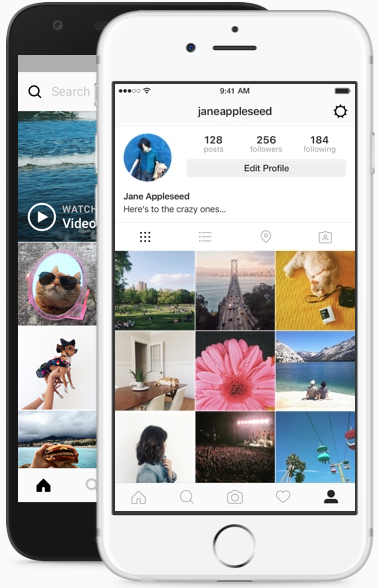 Search
WATCH
Video
9:41 AM
janeappleseed
128
posts
256
followers
184
following
Edit Profile
Jane Appleseed
Here's to the crazy ones...